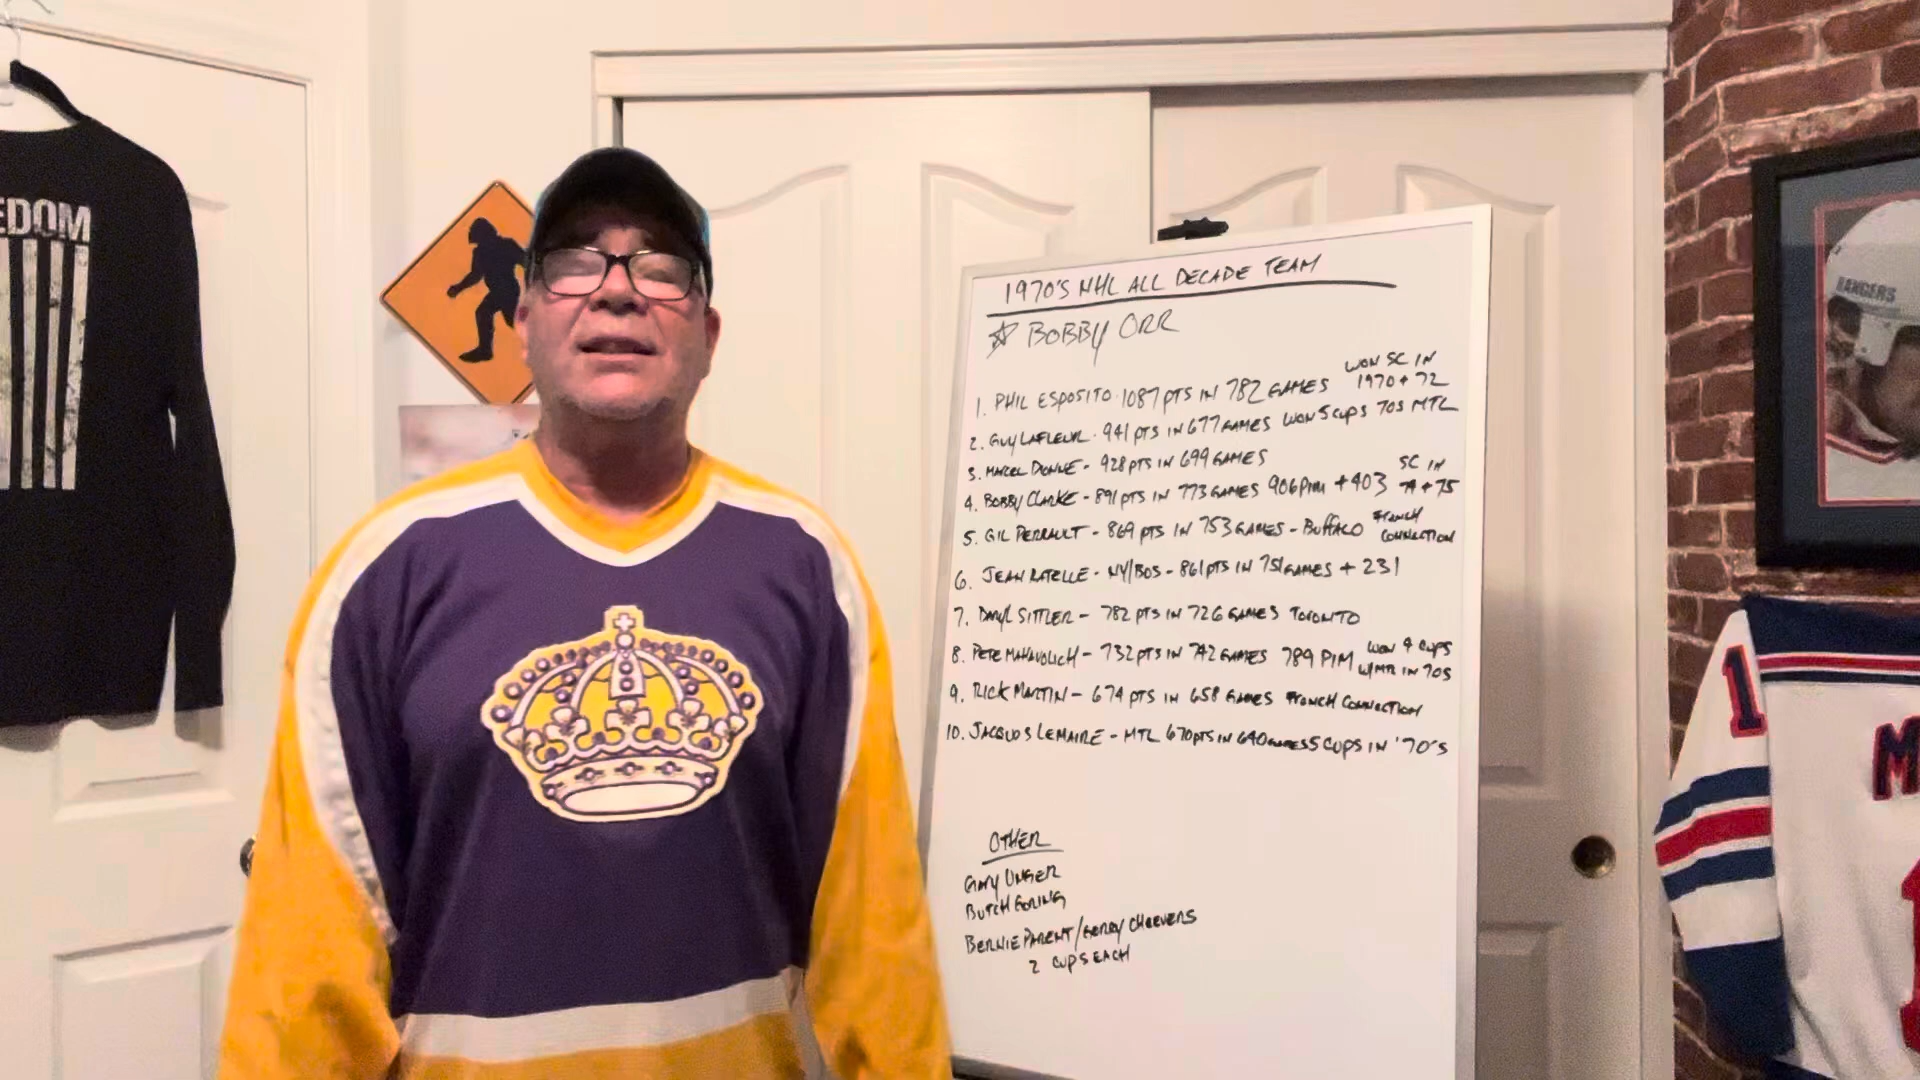 EDOM
1970'S NHL ALL DECADE TEAM
☆ BOBBY ORR
1. PHIL ESPOSITO 1087 PTS IN 782 GAMES WON SC IN 1970 + 72
2. GUY LAFLEUR - 941 PTS IN 677 GAMES WON 5 CUPS 70S MTL
3. MARCEL DIONNE - 928 PTS IN 699 GAMES
4. BOBBY CLARKE - 891 PTS IN 773 GAMES 906 PIM + 403 SC IN 74 + 75
5. GIL PERRAULT - 869 PTS IN 753 GAMES - BUFFALO FRENCH CONNECTION
6. JEAN RATELLE - NY/BOS - 861 PTS IN 751 GAMES + 231
7. DARYL SITTLER - 782 PTS IN 726 GAMES TORONTO
8. PETE MAHAVOLICH - 732 PTS IN 742 GAMES 789 PIM WON 4 CUPS W/MTL IN 70S
9. RICK MARTIN - 674 PTS IN 658 GAMES FRENCH CONNECTION
10. JACQUES LEMAIRE - MTL 670 PTS IN 640 GAMES 5 CUPS IN '70'S
OTHER
GARY UNGER
BUTCH GORING
BERNIE PARENT/GERRY CHEEVERS
2 CUPS EACH
RANGERS
1
M
1